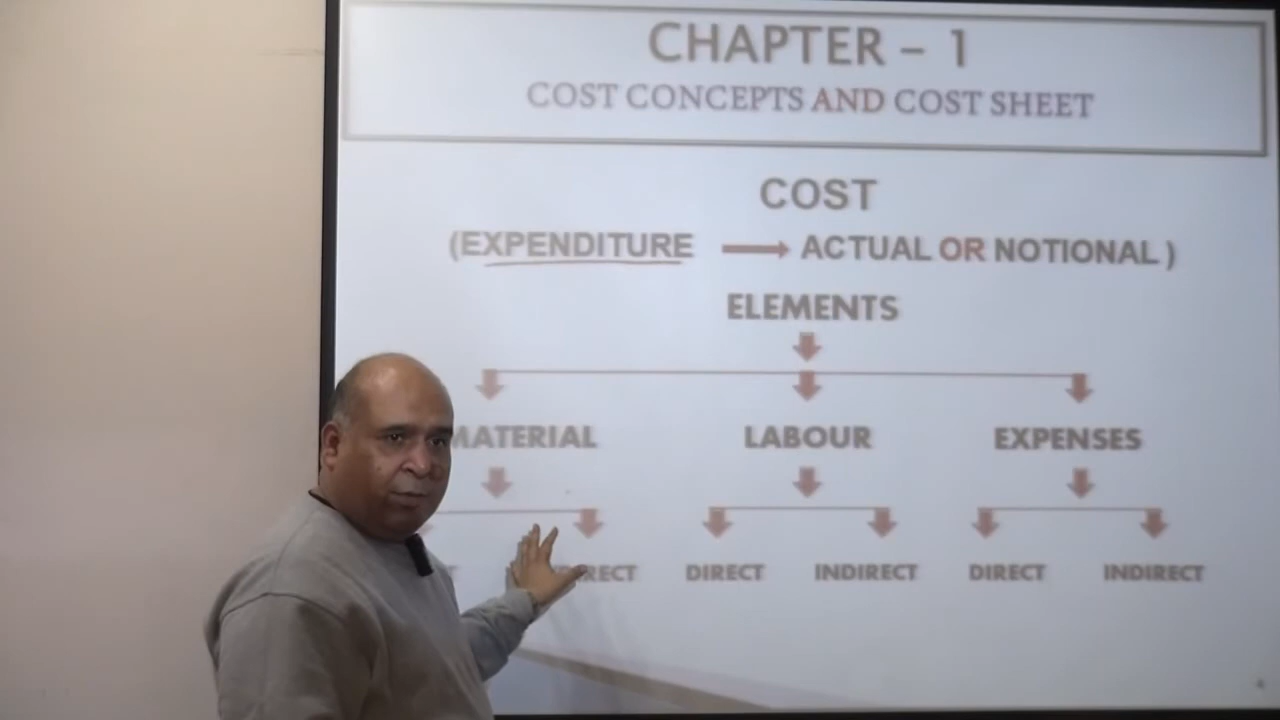 CHAPTER – 1
COST CONCEPTS AND COST SHEET
COST
(EXPENDITURE → ACTUAL OR NOTIONAL )
ELEMENTS
MATERIAL LABOUR EXPENSES
DIRECT INDIRECT DIRECT INDIRECT